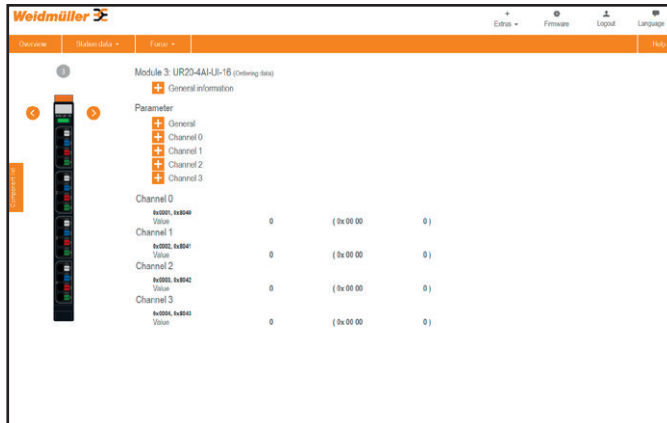 Weidmüller
Extras
Firmware
Logout
Language
Overview
Station data
Force
Help
3
Module 3: UR20-4AI-UI-16 (Ordering data)
General information
Parameter
General
Channel 0
Channel 1
Channel 2
Channel 3
Component list
Channel 0
0x0001, 0x8040
Value 0 ( 0x 00 00 0 )
Channel 1
0x0002, 0x8041
Value 0 ( 0x 00 00 0 )
Channel 2
0x0003, 0x8042
Value 0 ( 0x 00 00 0 )
Channel 3
0x0004, 0x8043
Value 0 ( 0x 00 00 0 )